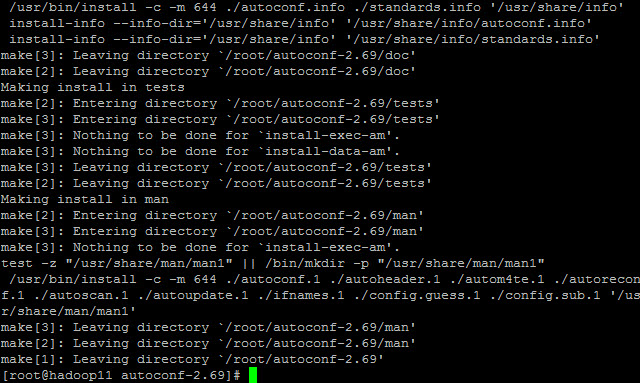 /usr/bin/install -c -m 644 ./autoconf.info ./standards.info '/usr/share/info'
install-info --info-dir='/usr/share/info' '/usr/share/info/autoconf.info'
install-info --info-dir='/usr/share/info' '/usr/share/info/standards.info'
make[3]: Leaving directory `/root/autoconf-2.69/doc'
make[2]: Leaving directory `/root/autoconf-2.69/doc'
Making install in tests
make[2]: Entering directory `/root/autoconf-2.69/tests'
make[3]: Entering directory `/root/autoconf-2.69/tests'
make[3]: Nothing to be done for `install-exec-am'.
make[3]: Nothing to be done for `install-data-am'.
make[3]: Leaving directory `/root/autoconf-2.69/tests'
make[2]: Leaving directory `/root/autoconf-2.69/tests'
Making install in man
make[2]: Entering directory `/root/autoconf-2.69/man'
make[3]: Entering directory `/root/autoconf-2.69/man'
make[3]: Nothing to be done for `install-exec-am'.
test -z "/usr/share/man/man1" || /bin/mkdir -p "/usr/share/man/man1"
/usr/bin/install -c -m 644 ./autoconf.1 ./autoheader.1 ./autom4te.1 ./autorecon
f.1 ./autoscan.1 ./autoupdate.1 ./ifnames.1 ./config.guess.1 ./config.sub.1 '/us
r/share/man/man1'
make[3]: Leaving directory `/root/autoconf-2.69/man'
make[2]: Leaving directory `/root/autoconf-2.69/man'
make[1]: Leaving directory `/root/autoconf-2.69'
[root@hadoop11 autoconf-2.69]#